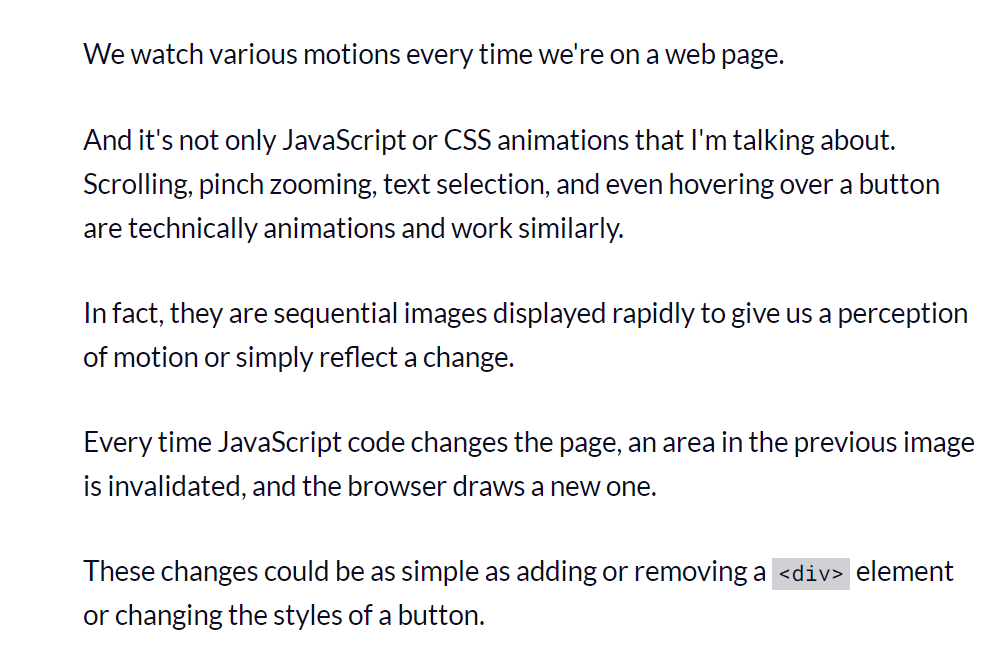 We watch various motions every time we're on a web page.
And it's not only JavaScript or CSS animations that I'm talking about.
Scrolling, pinch zooming, text selection, and even hovering over a button
are technically animations and work similarly.
In fact, they are sequential images displayed rapidly to give us a perception
of motion or simply reflect a change.
Every time JavaScript code changes the page, an area in the previous image
is invalidated, and the browser draws a new one.
These changes could be as simple as adding or removing a <div> element
or changing the styles of a button.